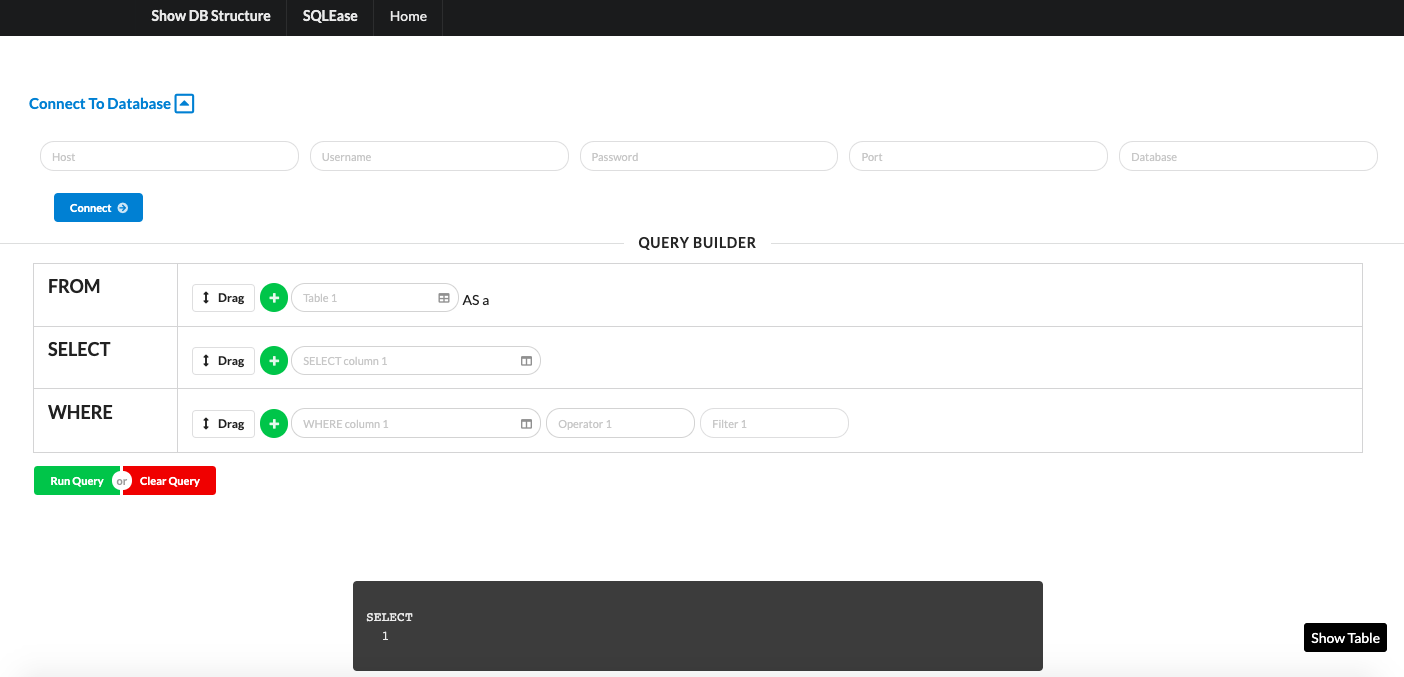 Show DB Structure SQLEase Home
Connect To Database
Host Username Password Port Database
Connect
QUERY BUILDER
FROM Drag Table 1 AS a
SELECT Drag SELECT column 1
WHERE Drag WHERE column 1 Operator 1 Filter 1
Run Query or Clear Query
SELECT
1
Show Table